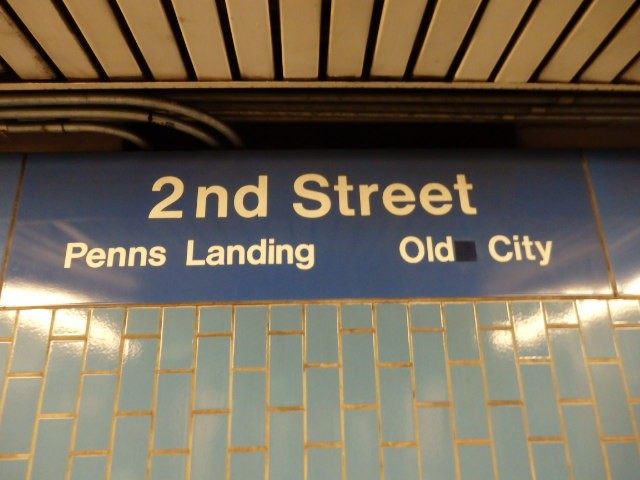 2nd Street
Penns Landing Old City